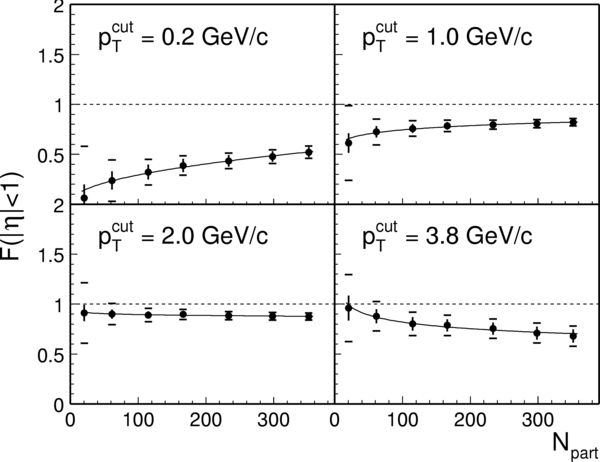 2
p_T^cut = 0.2 GeV/c
p_T^cut = 1.0 GeV/c
1.5
1
0.5
2
p_T^cut = 2.0 GeV/c
p_T^cut = 3.8 GeV/c
1.5
1
0.5
0
F(|η|<1)
0 100 200 300 0 100 200 300
N_part